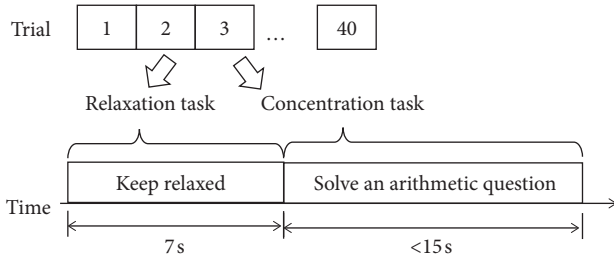 Trial 1 2 3 ... 40
Relaxation task Concentration task
Keep relaxed Solve an arithmetic question
Time
7 s <15 s